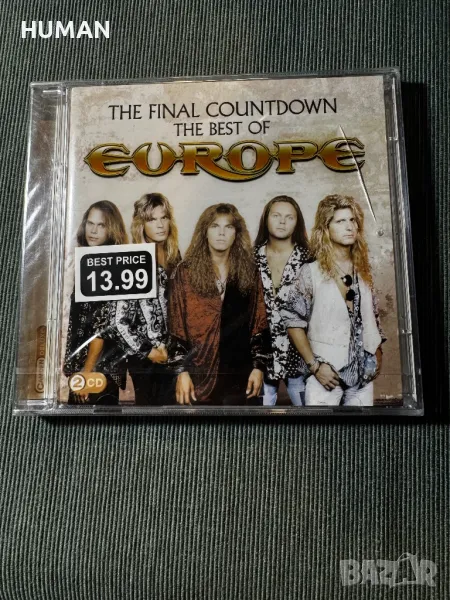 HUMAN
THE FINAL COUNTDOWN
THE BEST OF
EUROPE
BEST PRICE
13.99
2CD
BAZAR